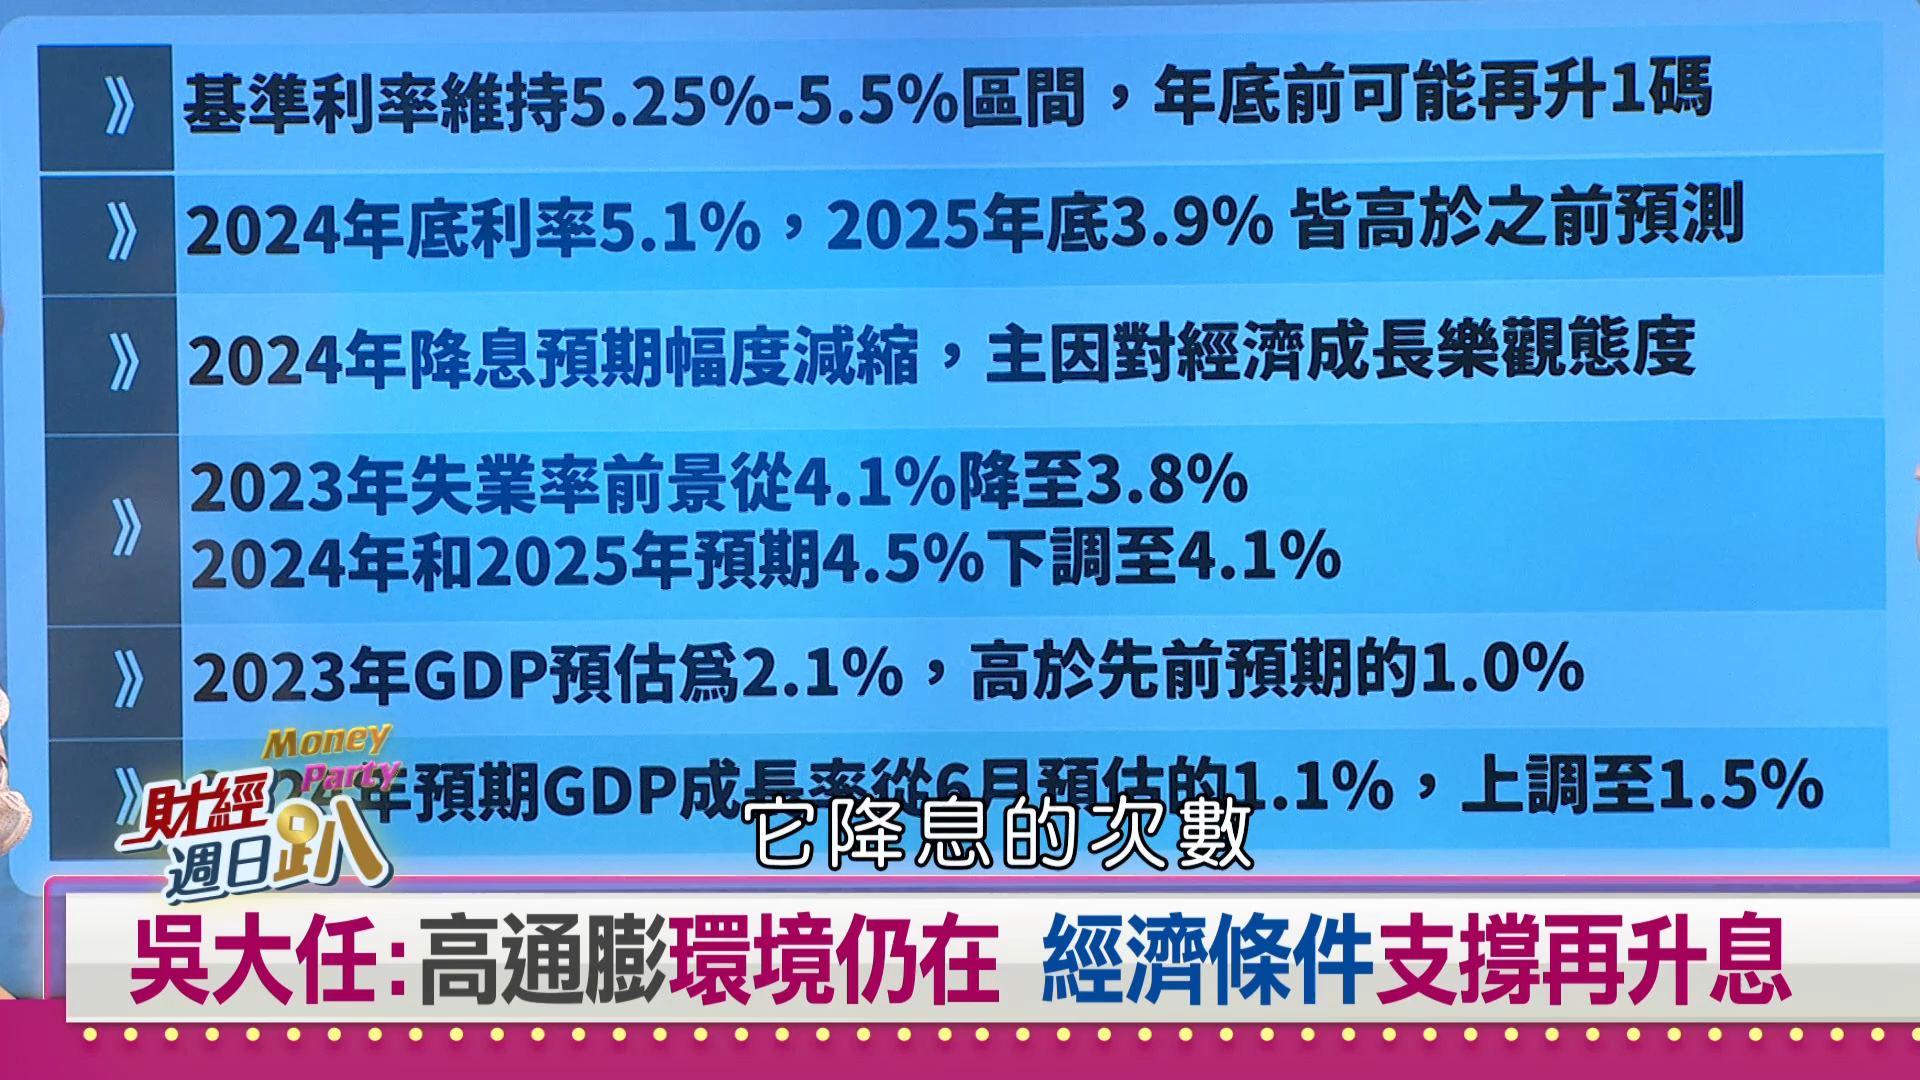 基準利率維持5.25%-5.5%區間，年底前可能再升1碼
2024年底利率5.1%，2025年底3.9% 皆高於之前預測
2024年降息預期幅度減縮，主因對經濟成長樂觀態度
2023年失業率前景從4.1%降至3.8%
2024年和2025年預期4.5%下調至4.1%
2023年GDP預估為2.1%，高於先前預期的1.0%
2024年預期GDP成長率從6月預估的1.1%，上調至1.5%
Money
Party
財經
週日趴
它降息的次數
吳大任:高通膨環境仍在 經濟條件支撐再升息